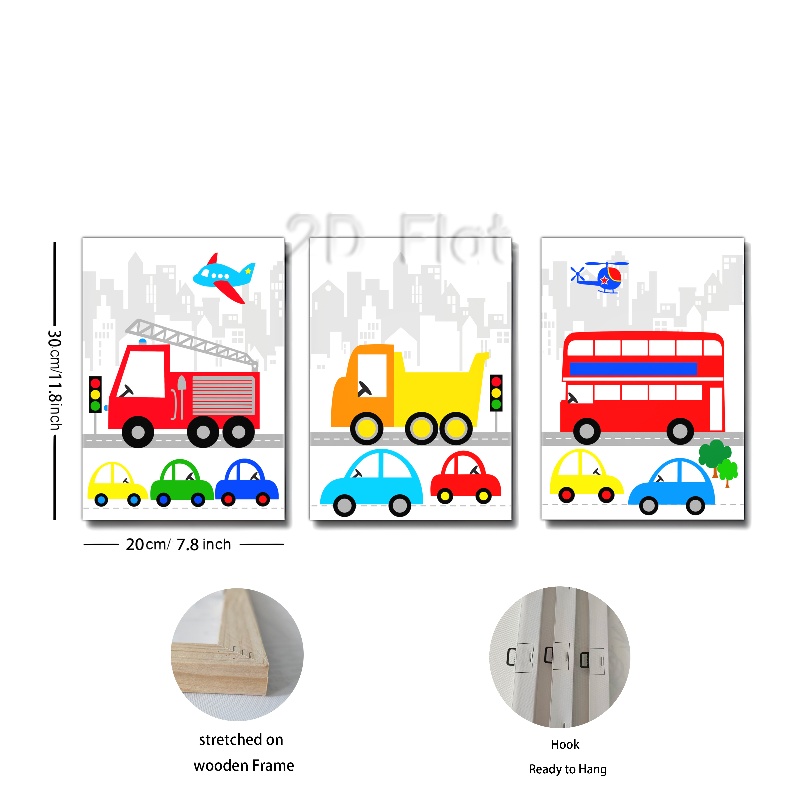 2D Flat
30cm/11.8inch
20cm/ 7.8 inch
stretched on
wooden Frame
Hook
Ready to Hang